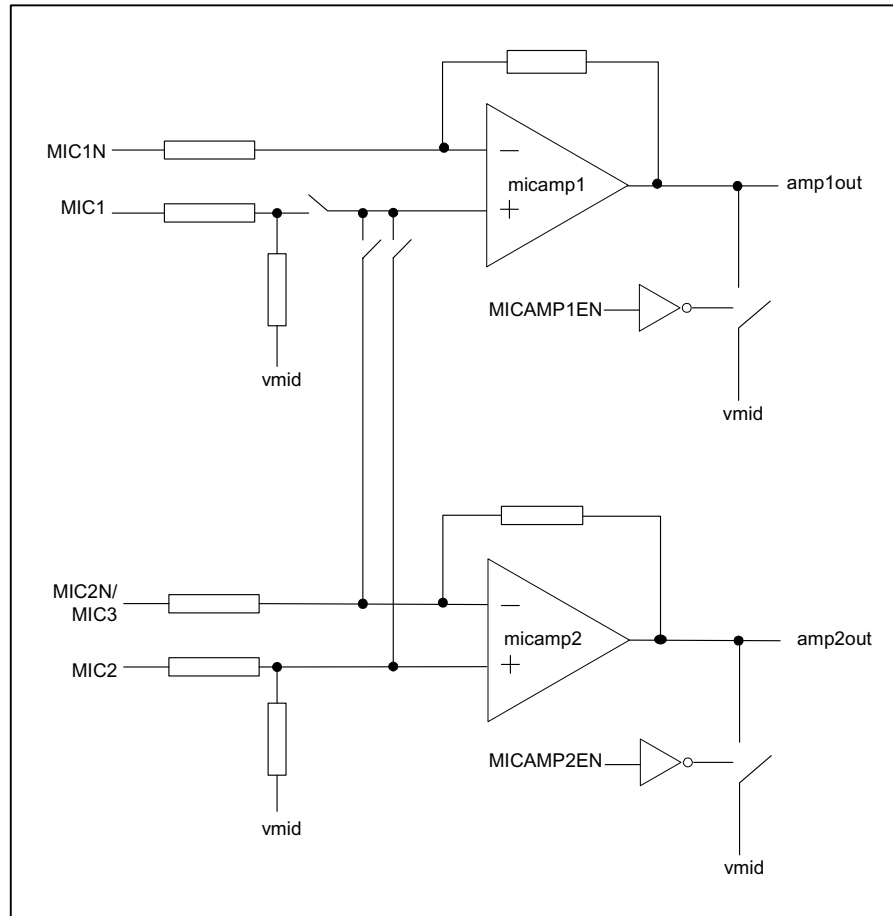 MIC1N
micamp1
amp1out
MIC1
MICAMP1EN
vmid
vmid
MIC2N/
MIC3
micamp2
amp2out
MIC2
MICAMP2EN
vmid
vmid